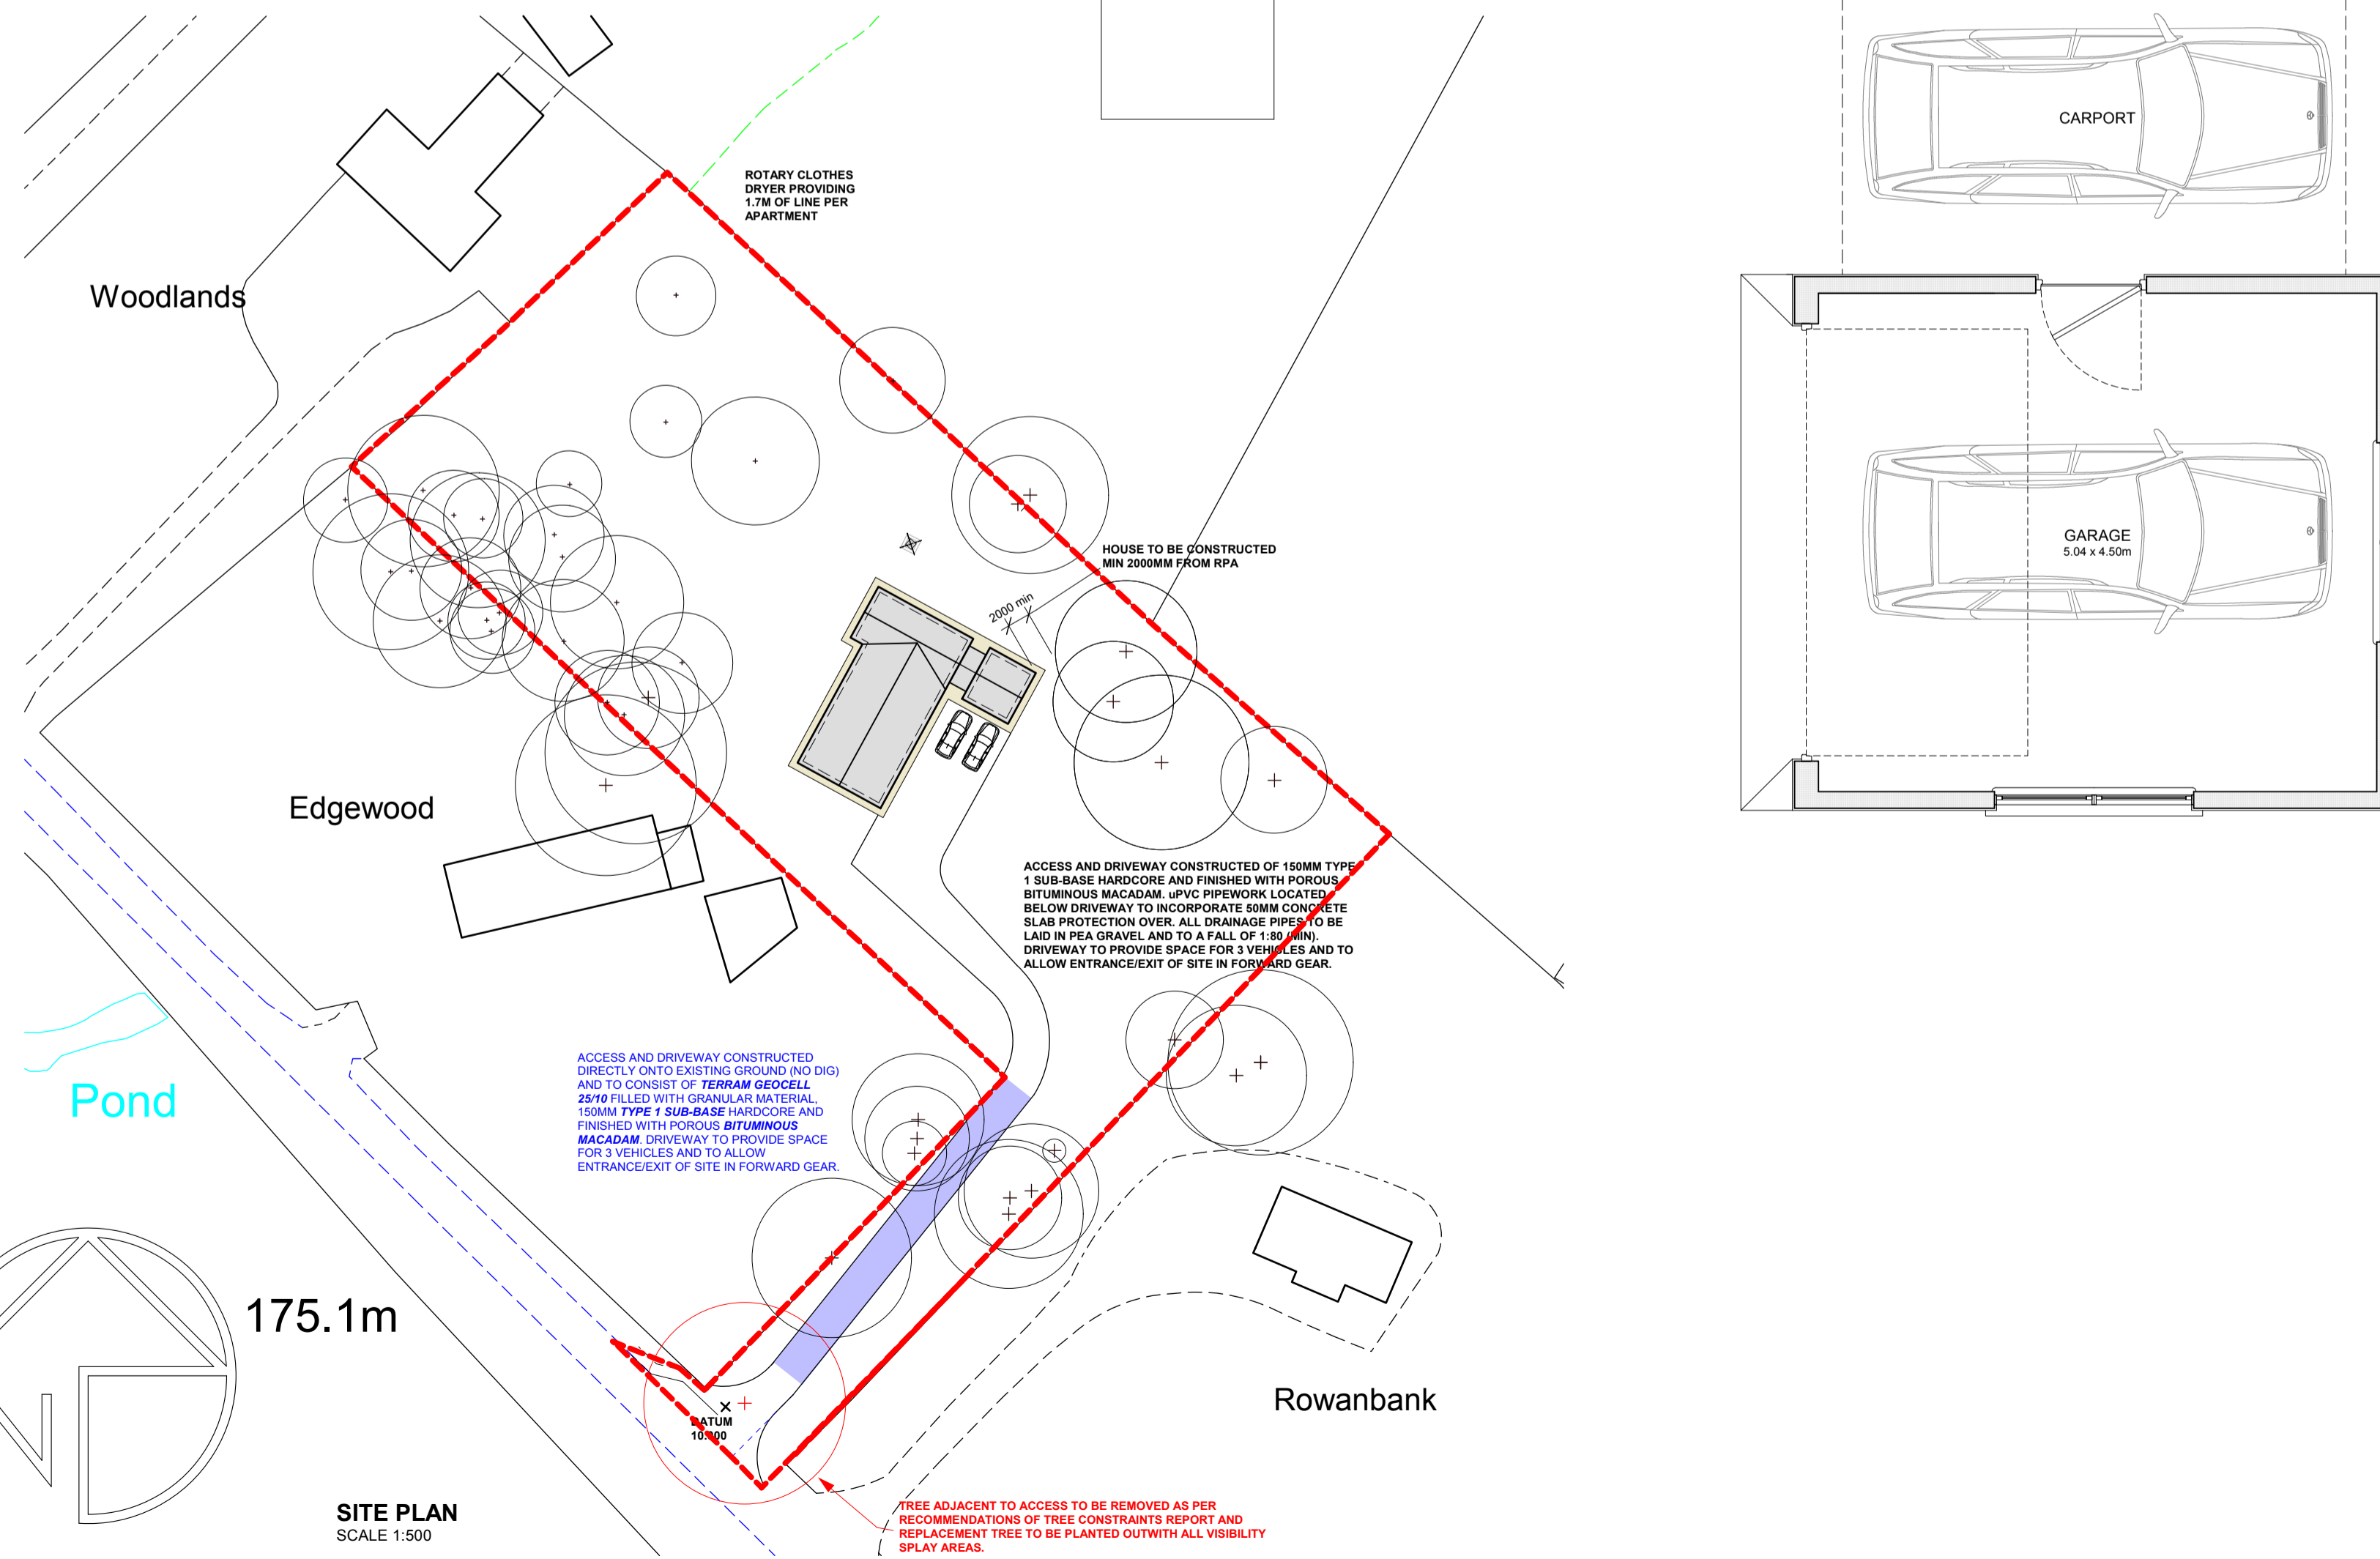 ROTARY CLOTHES
DRYER PROVIDING
1.7M OF LINE PER
APARTMENT
CARPORT
Woodlands
GARAGE
5.04 x 4.50m
HOUSE TO BE CONSTRUCTED
MIN 2000MM FROM RPA
2000 min
Edgewood
ACCESS AND DRIVEWAY CONSTRUCTED OF 150MM TYPE
1 SUB-BASE HARDCORE AND FINISHED WITH POROUS
BITUMINOUS MACADAM. uPVC PIPEWORK LOCATED
BELOW DRIVEWAY TO INCORPORATE 50MM CONCRETE
SLAB PROTECTION OVER. ALL DRAINAGE PIPES TO BE
LAID IN PEA GRAVEL AND TO A FALL OF 1:80 (MIN).
DRIVEWAY TO PROVIDE SPACE FOR 3 VEHICLES AND TO
ALLOW ENTRANCE/EXIT OF SITE IN FORWARD GEAR.
ACCESS AND DRIVEWAY CONSTRUCTED
DIRECTLY ONTO EXISTING GROUND (NO DIG)
AND TO CONSIST OF TERRAM GEOCELL
25/10 FILLED WITH GRANULAR MATERIAL,
150MM TYPE 1 SUB-BASE HARDCORE AND
FINISHED WITH POROUS BITUMINOUS
MACADAM. DRIVEWAY TO PROVIDE SPACE
FOR 3 VEHICLES AND TO ALLOW
ENTRANCE/EXIT OF SITE IN FORWARD GEAR.
Pond
175.1m
Rowanbank
DATUM
10.000
SITE PLAN
SCALE 1:500
TREE ADJACENT TO ACCESS TO BE REMOVED AS PER
RECOMMENDATIONS OF TREE CONSTRAINTS REPORT AND
REPLACEMENT TREE TO BE PLANTED OUTWITH ALL VISIBILITY
SPLAY AREAS.